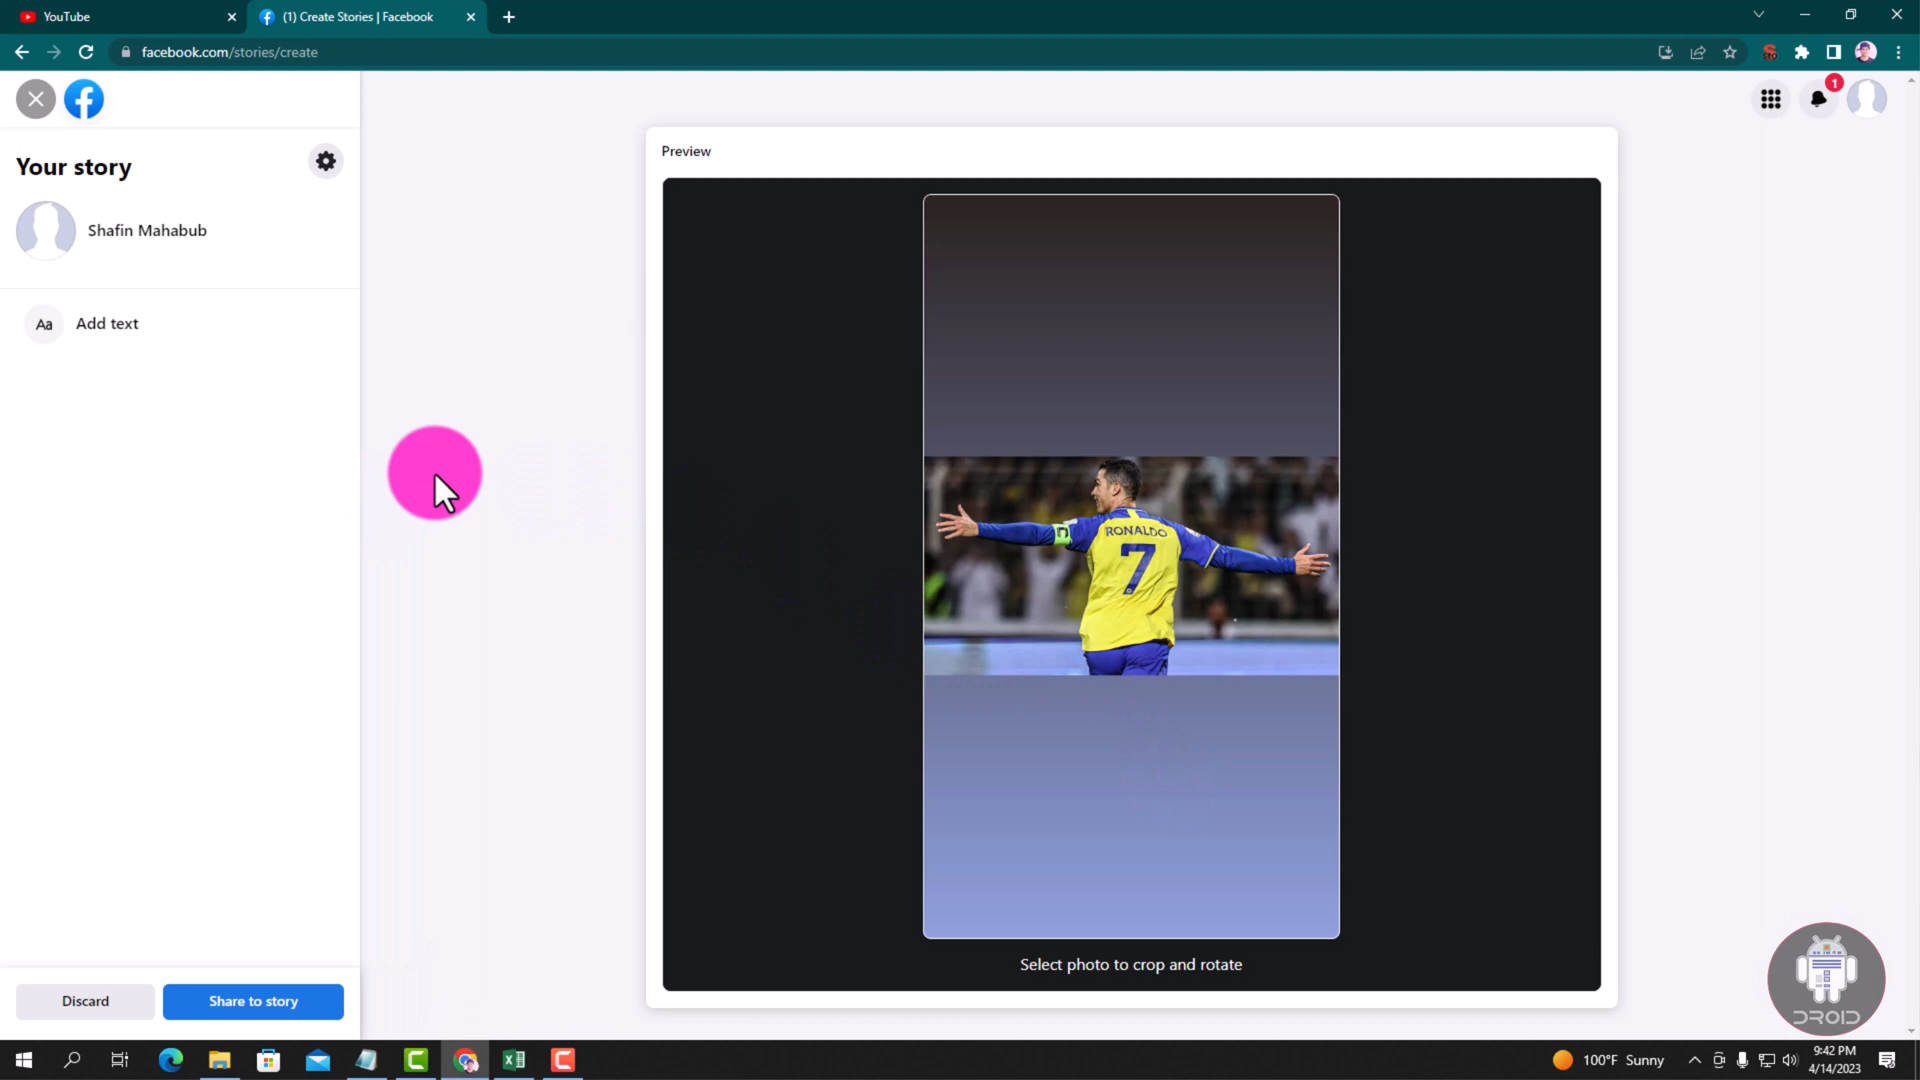 YouTube
(1) Create Stories | Facebook
facebook.com/stories/create
1
Your story
Shafin Mahabub
Aa Add text
Discard
Share to story
Preview
RONALDO
7
Select photo to crop and rotate
DROID
100°F Sunny
9:42 PM
4/14/2023